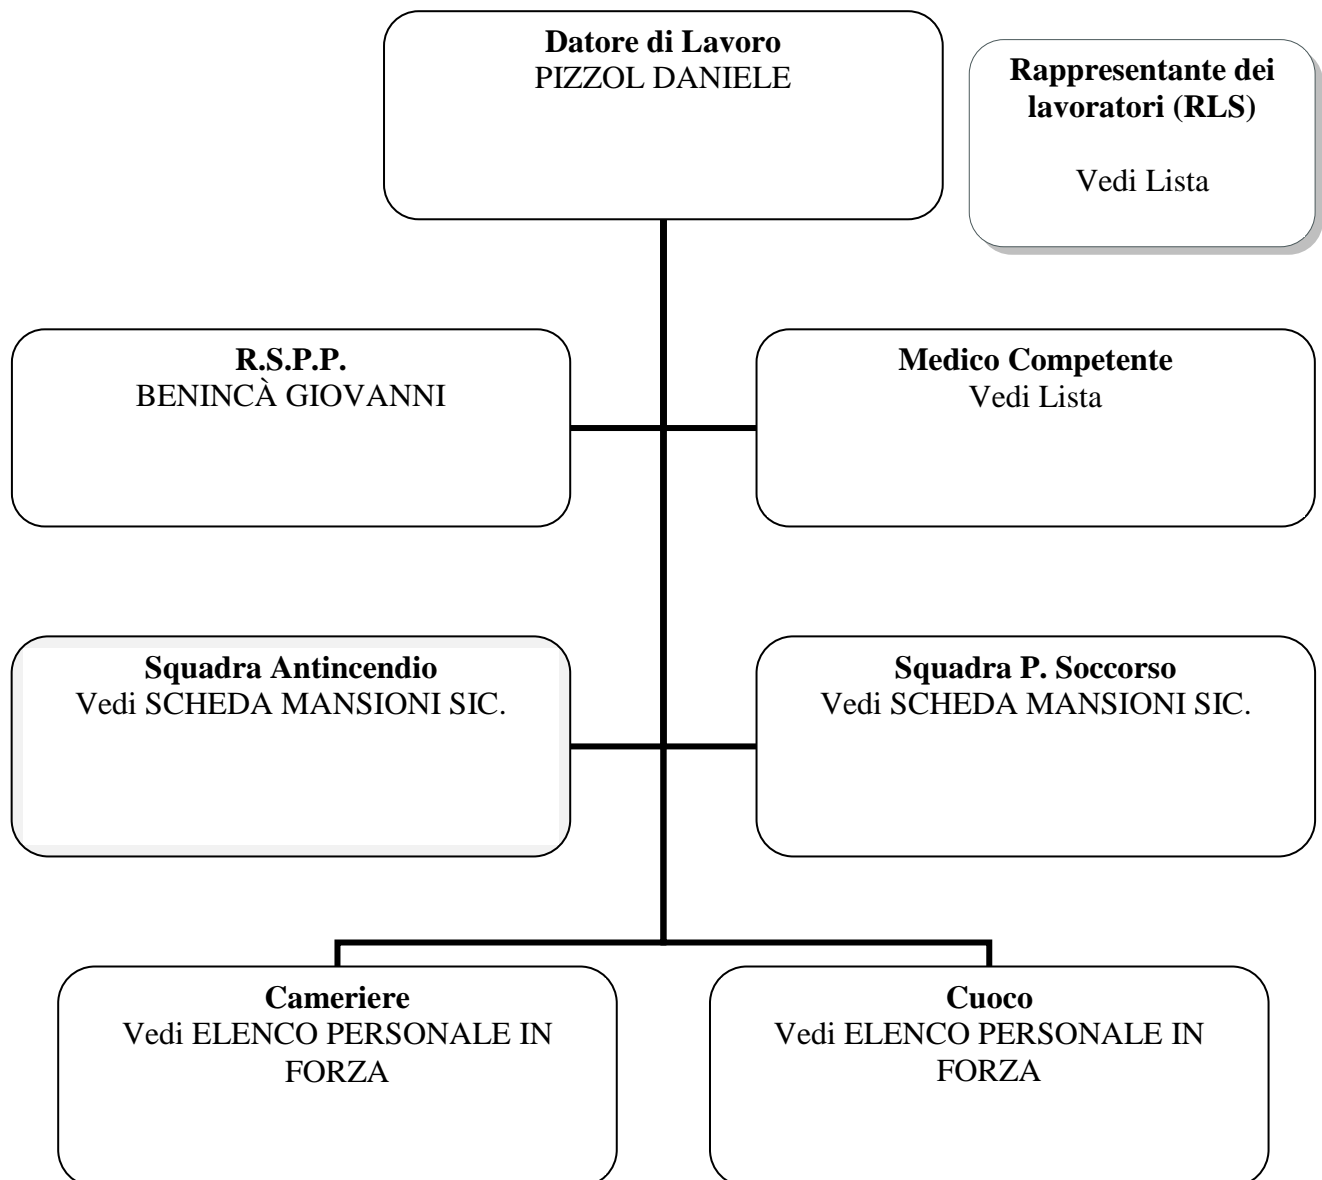 Datore di Lavoro
PIZZOL DANIELE
Rappresentante dei
lavoratori (RLS)
Vedi Lista
R.S.P.P.
BENINCÀ GIOVANNI
Medico Competente
Vedi Lista
Squadra Antincendio
Vedi SCHEDA MANSIONI SIC.
Squadra P. Soccorso
Vedi SCHEDA MANSIONI SIC.
Cameriere
Vedi ELENCO PERSONALE IN
FORZA
Cuoco
Vedi ELENCO PERSONALE IN
FORZA